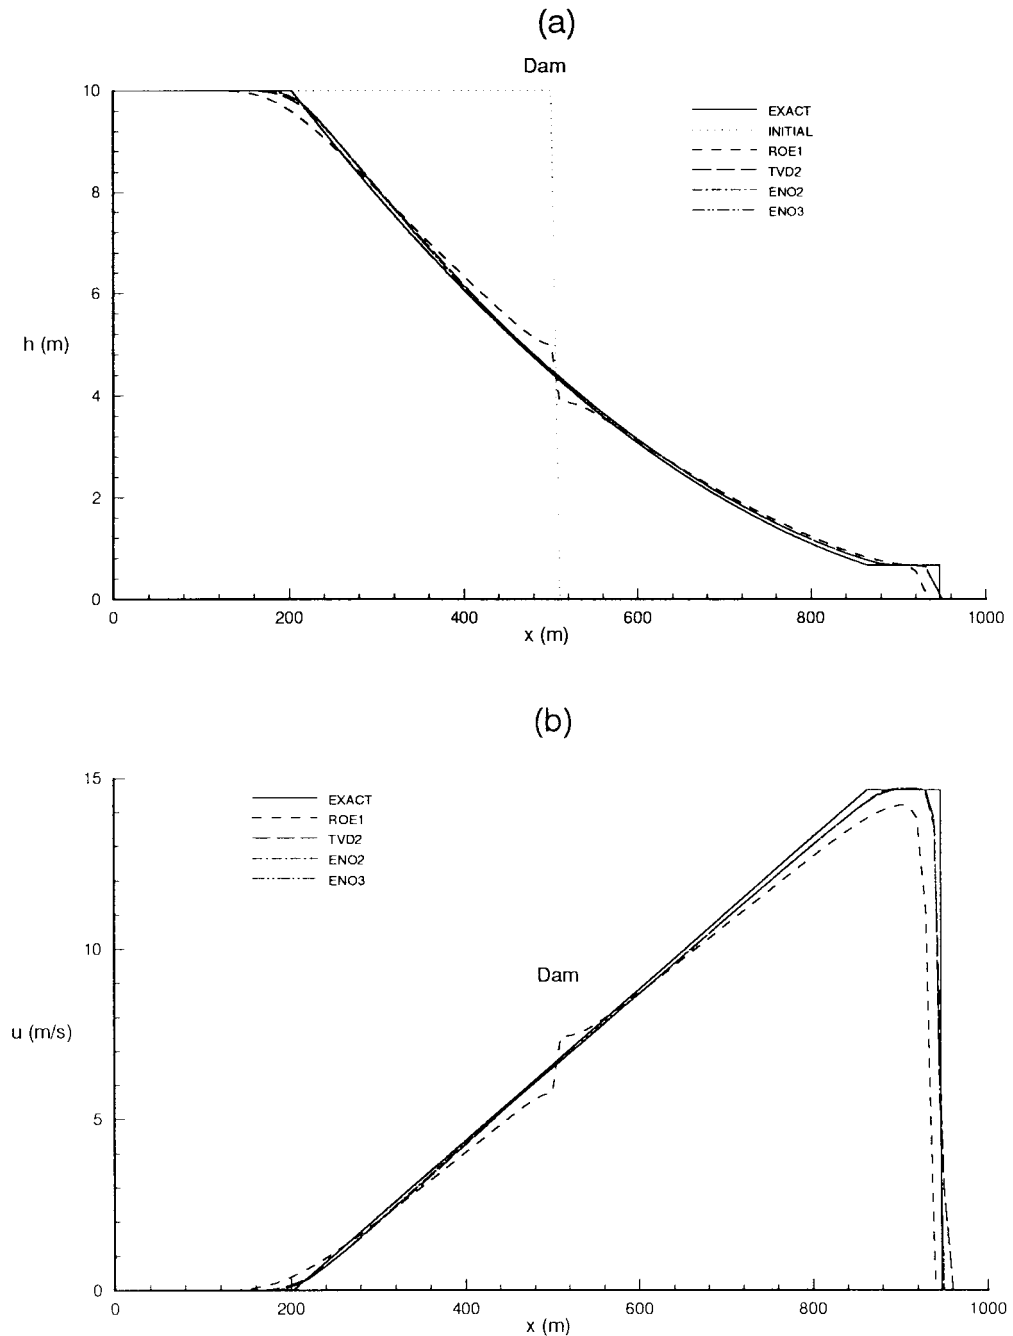 (a)
Dam
10
8
6
4
2
0
h (m)
EXACT
INITIAL
ROE1
TVD2
ENO2
ENO3
0 200 400 600 800 1000
x (m)
(b)
15
10
5
0
u (m/s)
EXACT
ROE1
TVD2
ENO2
ENO3
Dam
0 200 400 600 800 1000
x (m)